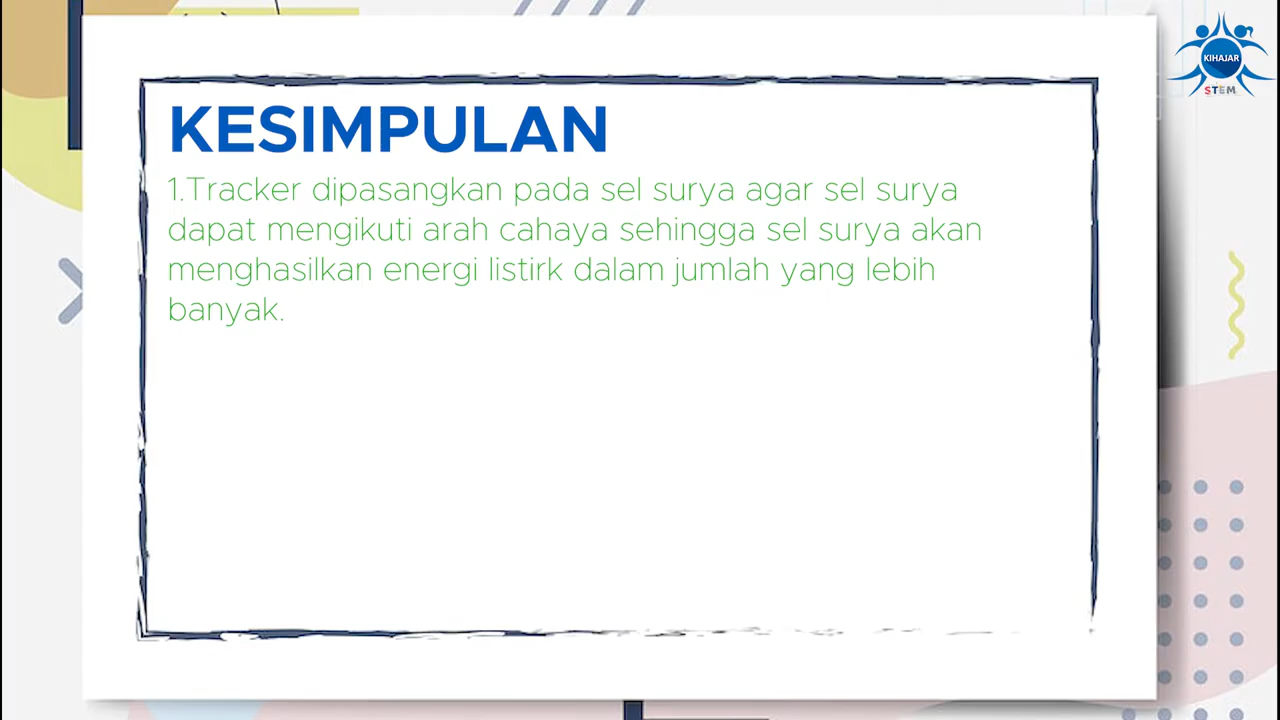 KIHAJAR
STEM
KESIMPULAN
1.Tracker dipasangkan pada sel surya agar sel surya
dapat mengikuti arah cahaya sehingga sel surya akan
menghasilkan energi listirk dalam jumlah yang lebih
banyak.